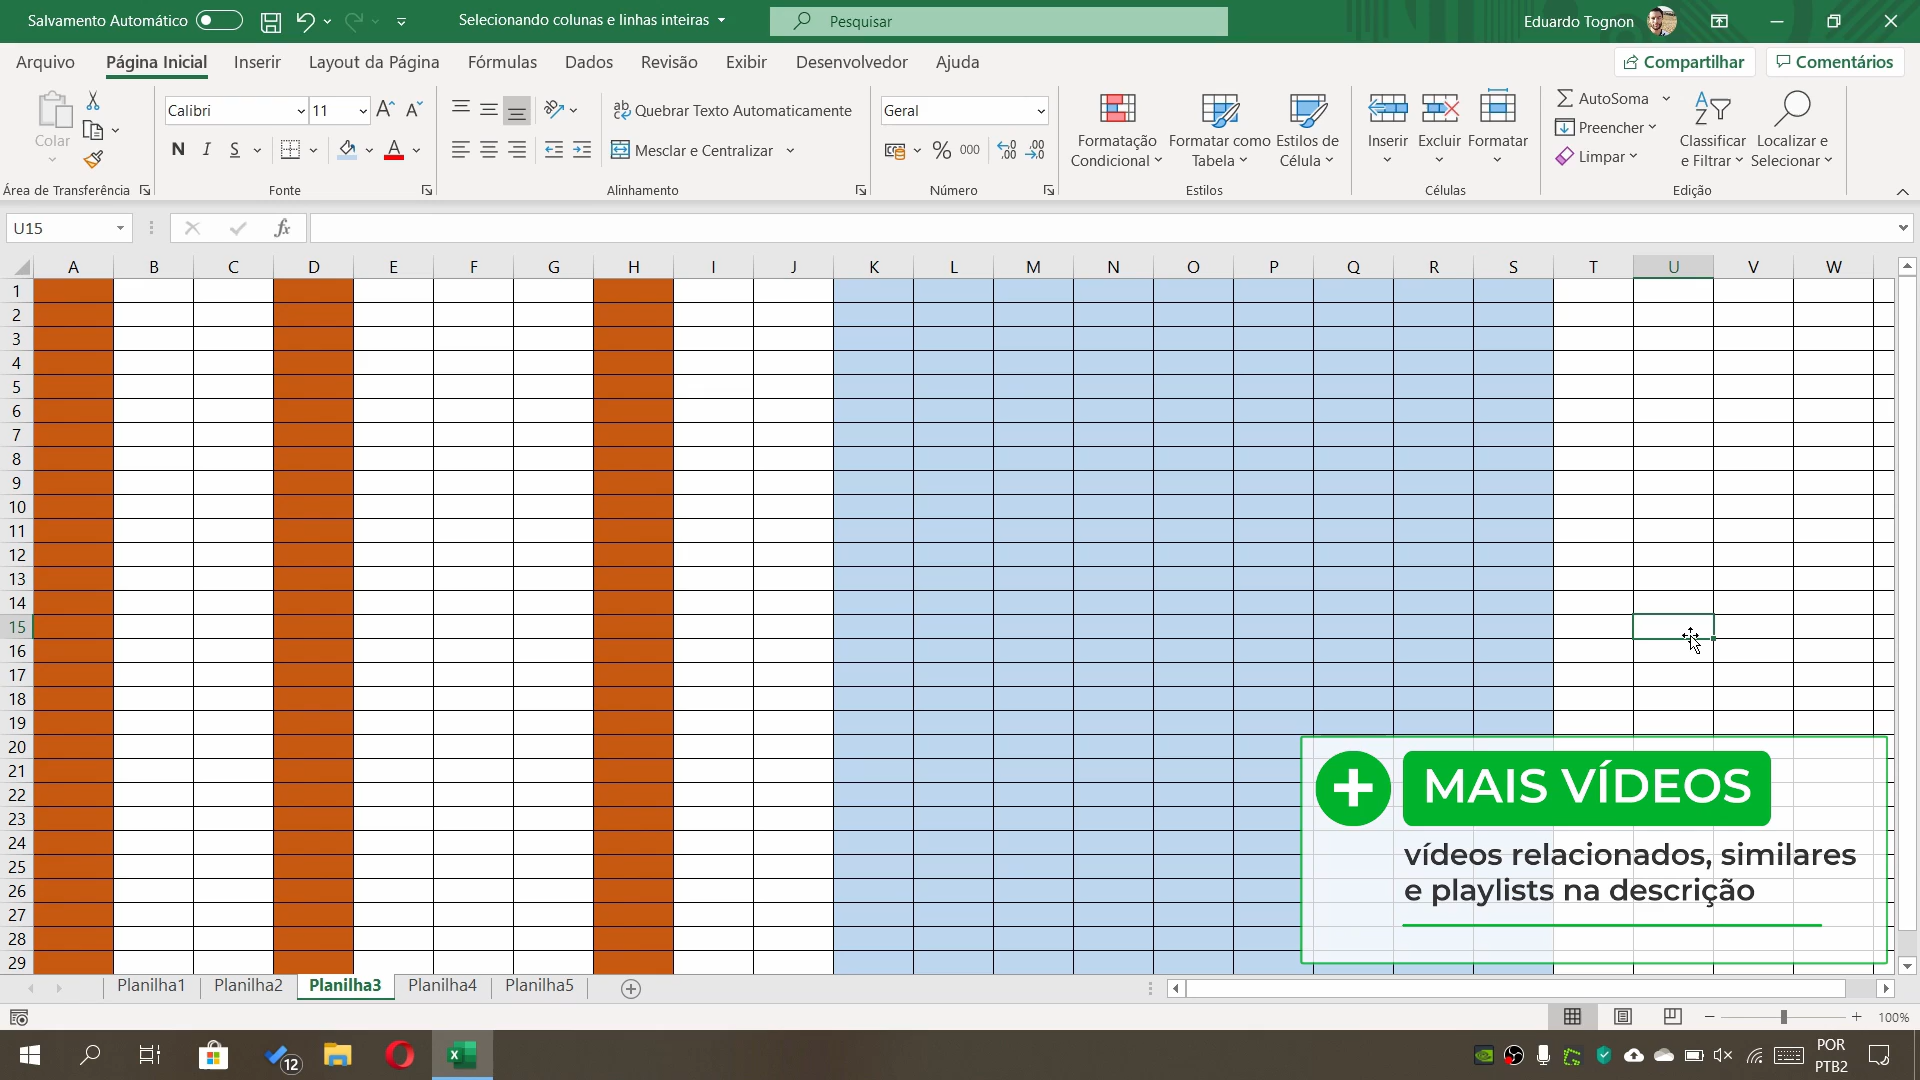 Salvamento Automático
Selecionando colunas e linhas inteiras
Pesquisar
Eduardo Tognon
Arquivo
Página Inicial
Inserir
Layout da Página
Fórmulas
Dados
Revisão
Exibir
Desenvolvedor
Ajuda
Compartilhar
Comentários
Colar
Área de Transferência
Calibri
11
A^
A
N
I
S
A
Fonte
ab
Quebrar Texto Automaticamente
Mesclar e Centralizar
Alinhamento
Geral
%
000
Número
Formatação
Condicional
Formatar como
Tabela
Estilos de
Célula
Estilos
Inserir
Excluir
Formatar
Células
AutoSoma
Preencher
Limpar
Classificar
e Filtrar
Localizar e
Selecionar
Edição
U15
fx
A B C D E F G H I J K L M N O P Q R S T U V W
1
2
3
4
5
6
7
8
9
10
11
12
13
14
15
16
17
18
19
20
21
22
23
24
25
26
27
28
29
+ MAIS VÍDEOS
vídeos relacionados, similares
e playlists na descrição
Planilha1
Planilha2
Planilha3
Planilha4
Planilha5
100%
12
POR
PTB2